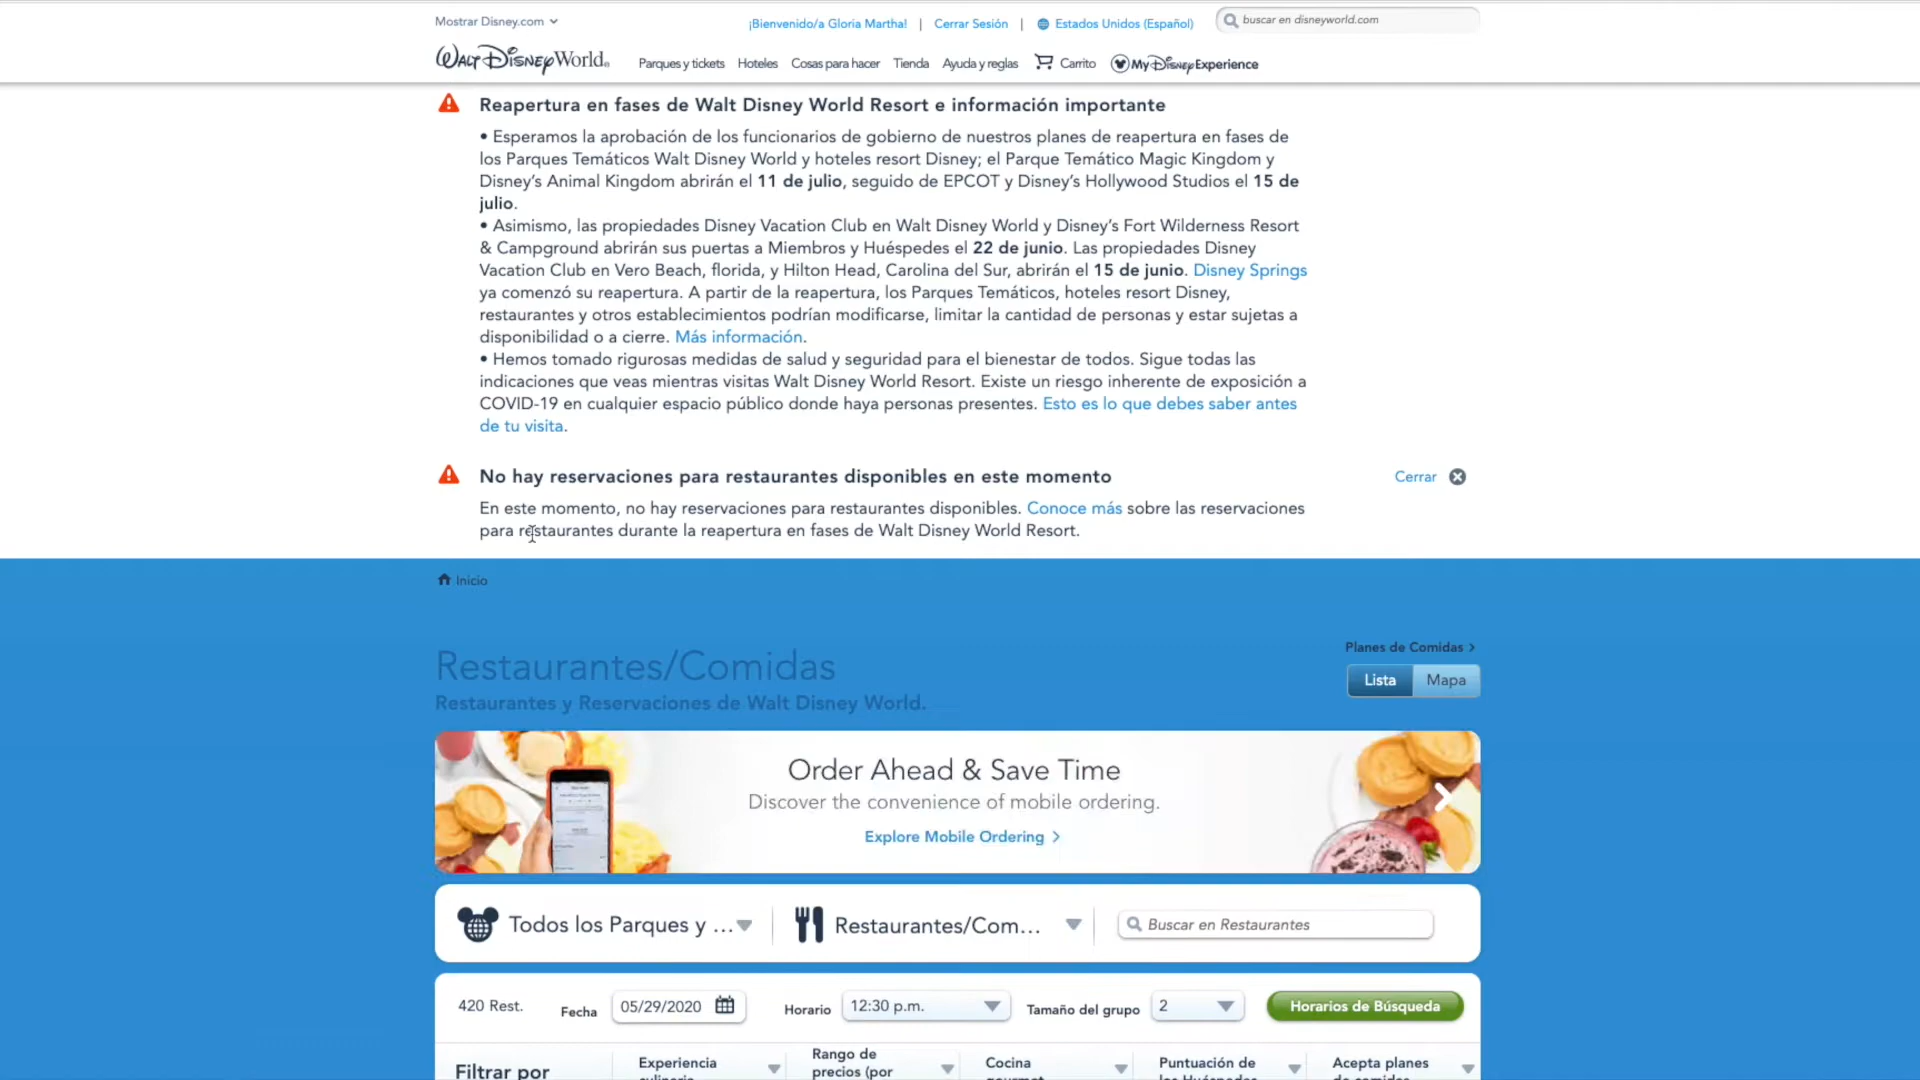 Mostrar Disney.com
¡Bienvenido/a Gloria Martha! | Cerrar Sesión | Estados Unidos (Español)
buscar en disneyworld.com
Walt Disney World.
Parques y tickets Hoteles Cosas para hacer Tienda Ayuda y reglas Carrito My Disney Experience
Reapertura en fases de Walt Disney World Resort e información importante
• Esperamos la aprobación de los funcionarios de gobierno de nuestros planes de reapertura en fases de
los Parques Temáticos Walt Disney World y hoteles resort Disney; el Parque Temático Magic Kingdom y
Disney's Animal Kingdom abrirán el 11 de julio, seguido de EPCOT y Disney's Hollywood Studios el 15 de
julio.
• Asimismo, las propiedades Disney Vacation Club en Walt Disney World y Disney's Fort Wilderness Resort
& Campground abrirán sus puertas a Miembros y Huéspedes el 22 de junio. Las propiedades Disney
Vacation Club en Vero Beach, florida, y Hilton Head, Carolina del Sur, abrirán el 15 de junio. Disney Springs
ya comenzó su reapertura. A partir de la reapertura, los Parques Temáticos, hoteles resort Disney,
restaurantes y otros establecimientos podrían modificarse, limitar la cantidad de personas y estar sujetas a
disponibilidad o a cierre. Más información.
• Hemos tomado rigurosas medidas de salud y seguridad para el bienestar de todos. Sigue todas las
indicaciones que veas mientras visitas Walt Disney World Resort. Existe un riesgo inherente de exposición a
COVID-19 en cualquier espacio público donde haya personas presentes. Esto es lo que debes saber antes
de tu visita.
No hay reservaciones para restaurantes disponibles en este momento
Cerrar
En este momento, no hay reservaciones para restaurantes disponibles. Conoce más sobre las reservaciones
para restaurantes durante la reapertura en fases de Walt Disney World Resort.
Inicio
Planes de Comidas
Restaurantes/Comidas
Lista Mapa
Restaurantes y Reservaciones de Walt Disney World.
Order Ahead & Save Time
Discover the convenience of mobile ordering.
Explore Mobile Ordering
Todos los Parques y ... Restaurantes/Com... Buscar en Restaurantes
420 Rest. Fecha 05/29/2020 Horario 12:30 p.m. Tamaño del grupo 2 Horarios de Búsqueda
Filtrar por
Experiencia
Rango de
precios (por
Cocina
Puntuación de
Acepta planes